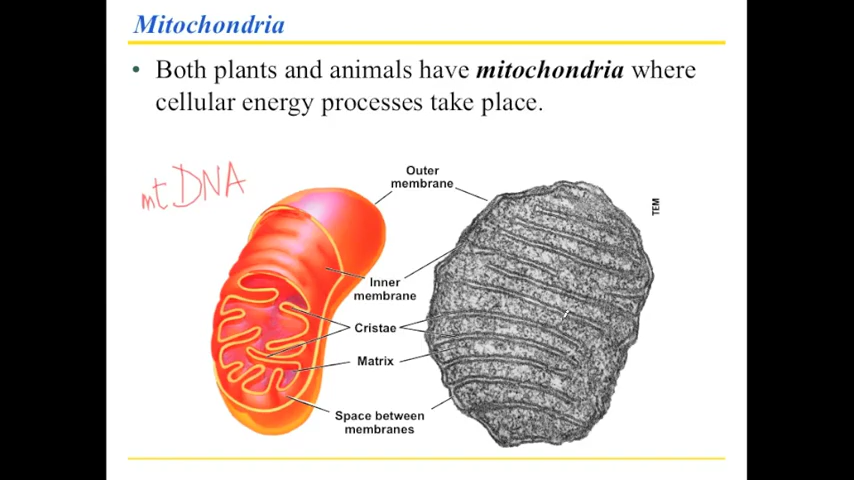 Mitochondria
• Both plants and animals have mitochondria where
cellular energy processes take place.
mtDNA
Outer
membrane
TEM
Inner
membrane
Cristae
Matrix
Space between
membranes